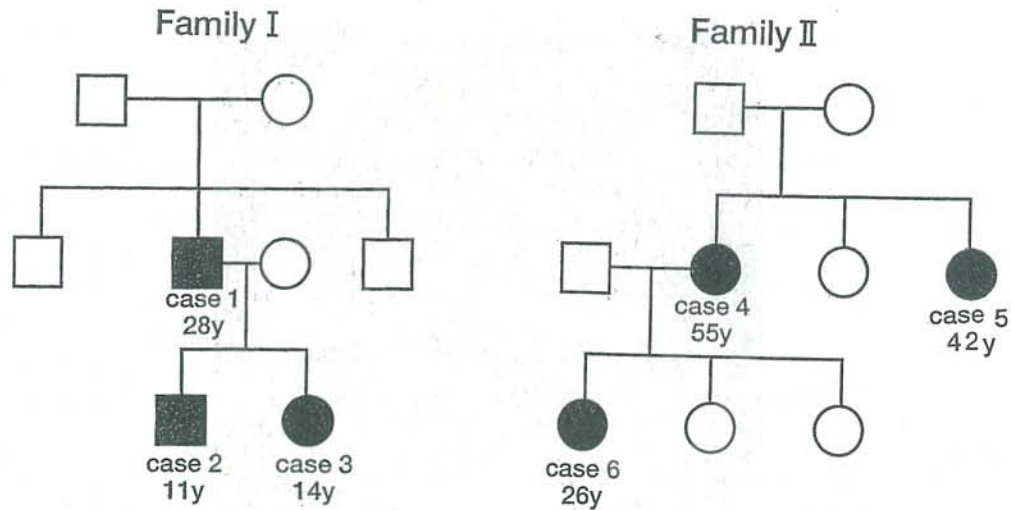 Family I
Family II
case 1
28y
case 4
55y
case 5
42y
case 2
11y
case 3
14y
case 6
26y